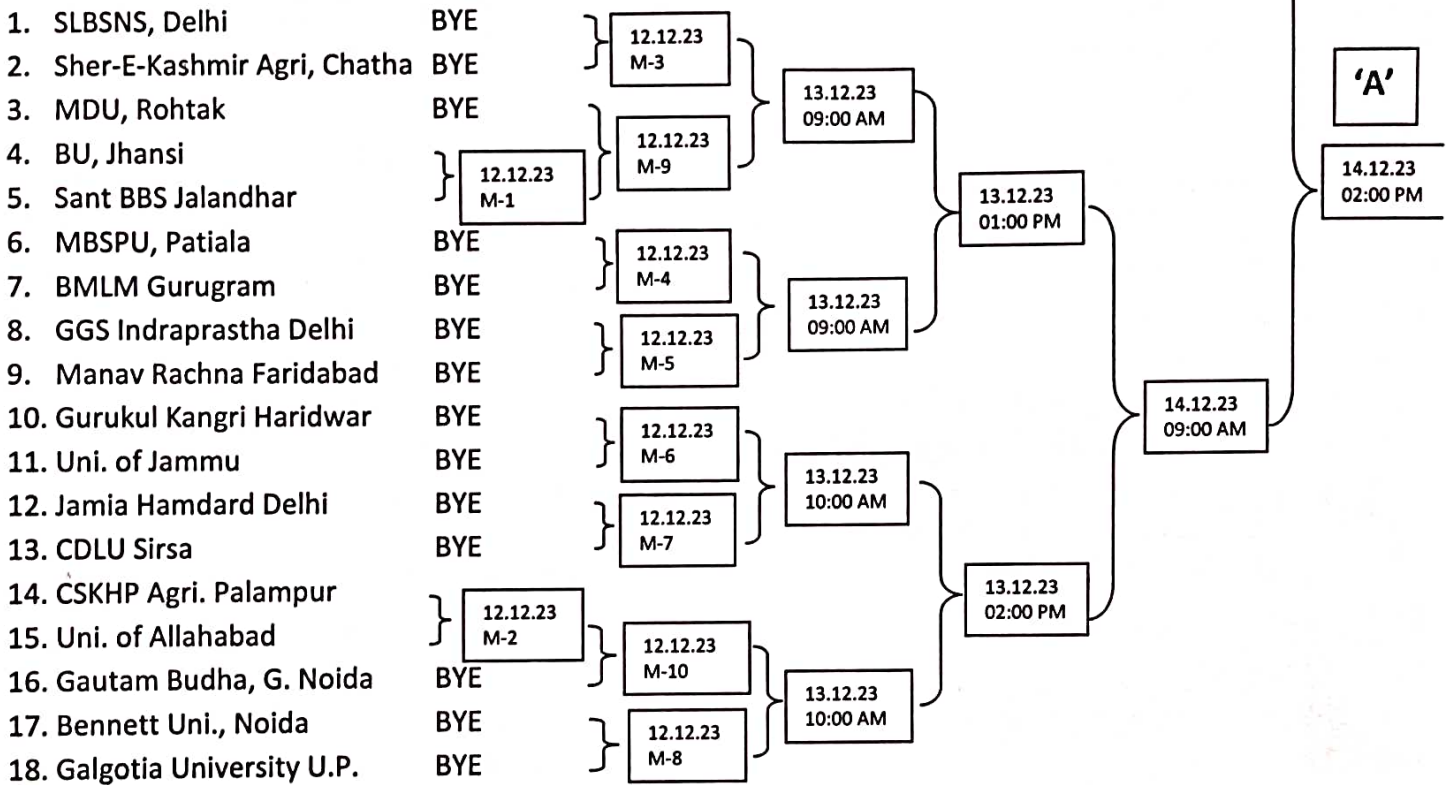 1. SLBSNS, Delhi BYE
2. Sher-E-Kashmir Agri, Chatha BYE
3. MDU, Rohtak BYE
4. BU, Jhansi
5. Sant BBS Jalandhar
6. MBSPU, Patiala BYE
7. BMLM Gurugram BYE
8. GGS Indraprastha Delhi BYE
9. Manav Rachna Faridabad BYE
10. Gurukul Kangri Haridwar BYE
11. Uni. of Jammu BYE
12. Jamia Hamdard Delhi BYE
13. CDLU Sirsa BYE
14. CSKHP Agri. Palampur
15. Uni. of Allahabad
16. Gautam Budha, G. Noida BYE
17. Bennett Uni., Noida BYE
18. Galgotia University U.P. BYE
12.12.23
M-1
12.12.23
M-2
12.12.23
M-3
12.12.23
M-9
12.12.23
M-4
12.12.23
M-5
12.12.23
M-6
12.12.23
M-7
12.12.23
M-10
12.12.23
M-8
13.12.23
09:00 AM
13.12.23
09:00 AM
13.12.23
10:00 AM
13.12.23
10:00 AM
13.12.23
01:00 PM
13.12.23
02:00 PM
14.12.23
09:00 AM
'A'
14.12.23
02:00 PM